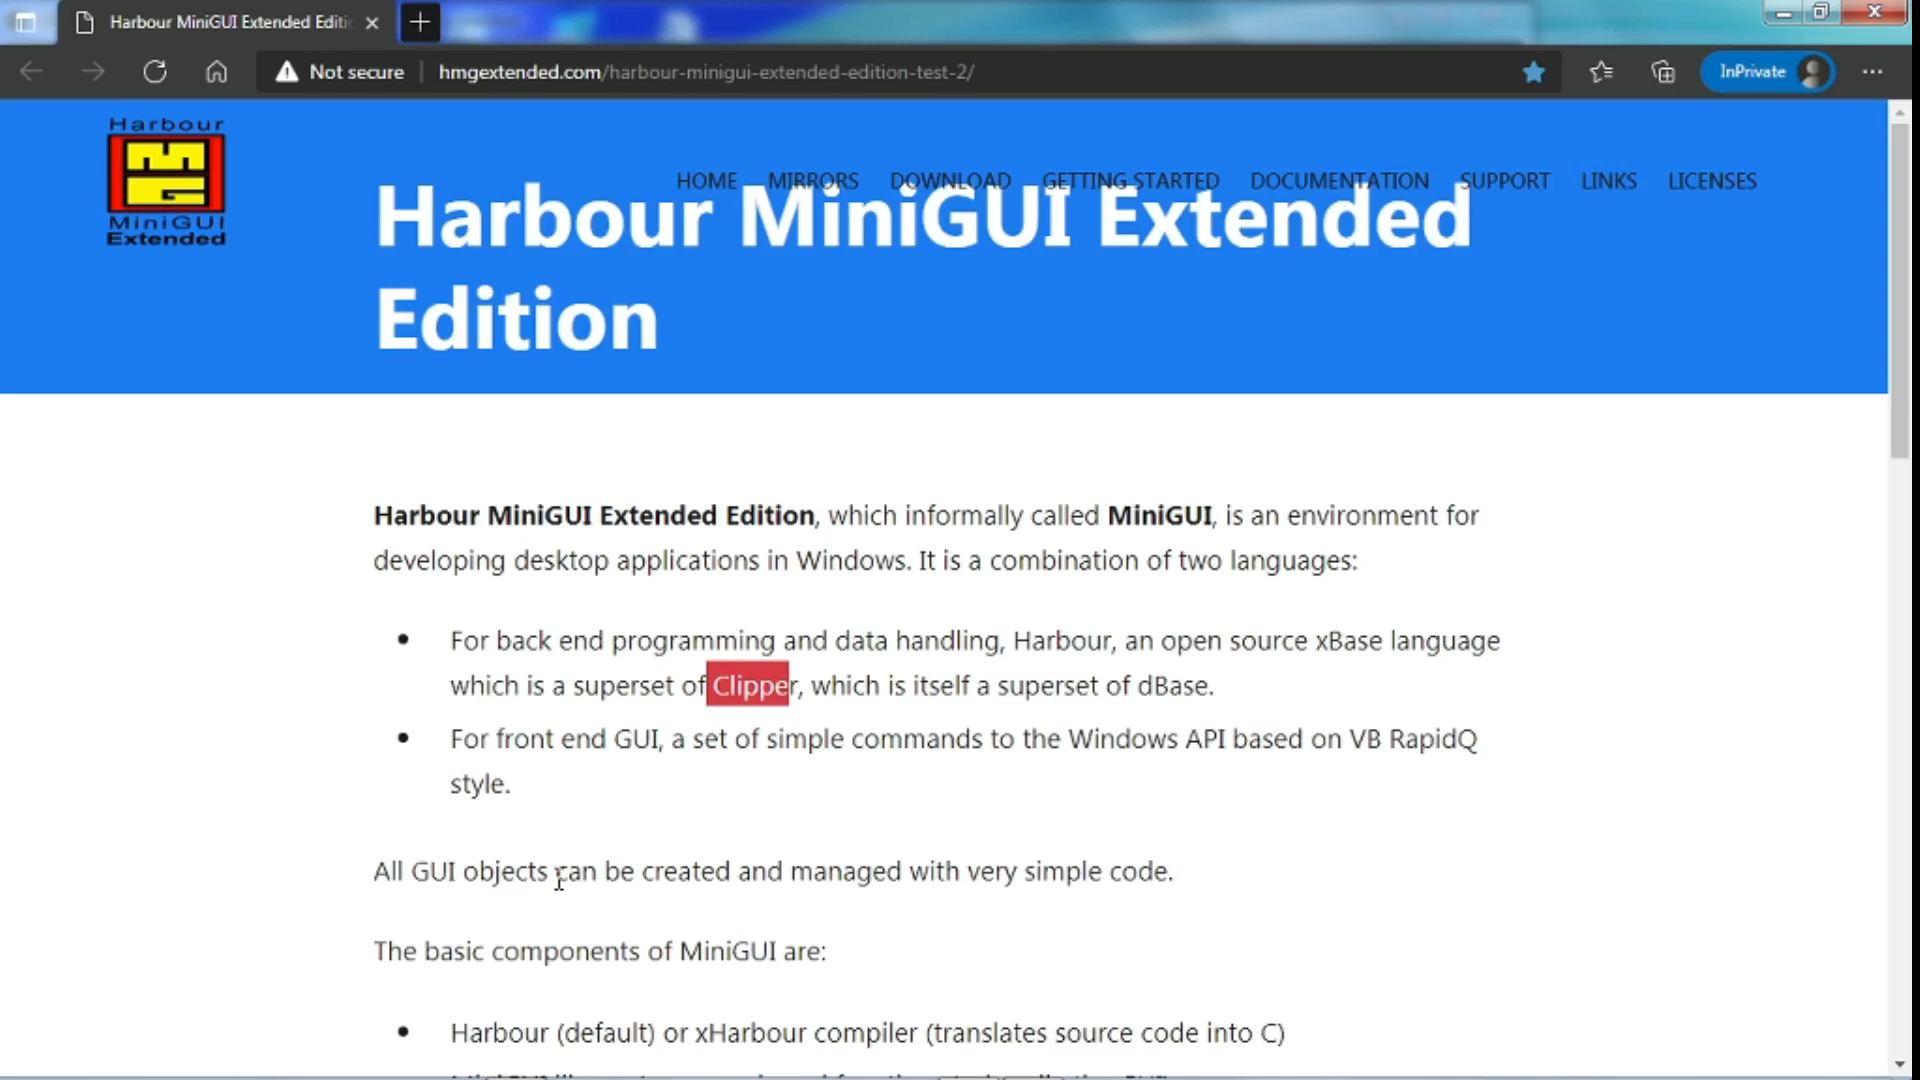 Harbour MiniGUI Extended Editi
Not secure
hmgextended.com/harbour-minigui-extended-edition-test-2/
InPrivate
Harbour
MiniGUI
Extended
HOME MIRRORS DOWNLOAD GETTING STARTED DOCUMENTATION SUPPORT LINKS LICENSES
Harbour MiniGUI Extended
Edition
Harbour MiniGUI Extended Edition, which informally called MiniGUI, is an environment for
developing desktop applications in Windows. It is a combination of two languages:
• For back end programming and data handling, Harbour, an open source xBase language
which is a superset of Clipper, which is itself a superset of dBase.
• For front end GUI, a set of simple commands to the Windows API based on VB RapidQ
style.
All GUI objects can be created and managed with very simple code.
The basic components of MiniGUI are:
• Harbour (default) or xHarbour compiler (translates source code into C)